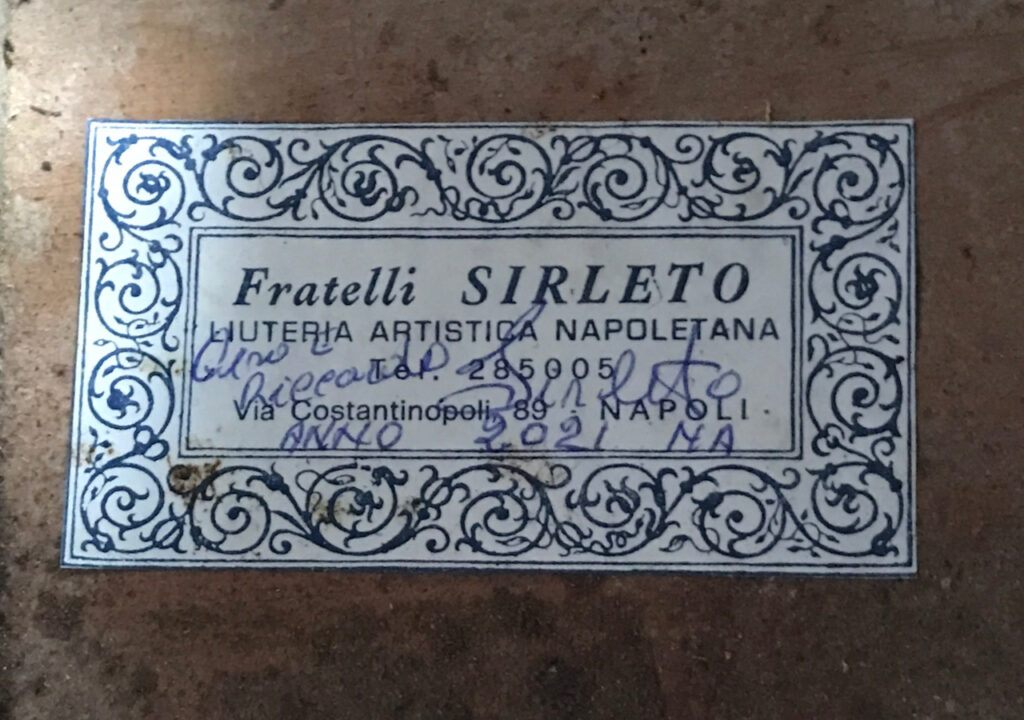 Fratelli SIRLETO
LIUTERIA ARTISTICA NAPOLETANA
Tel. 285005
Via Costantinopoli, 89 - NAPOLI
Riccardo Sirleto
ANNO 2021 NA